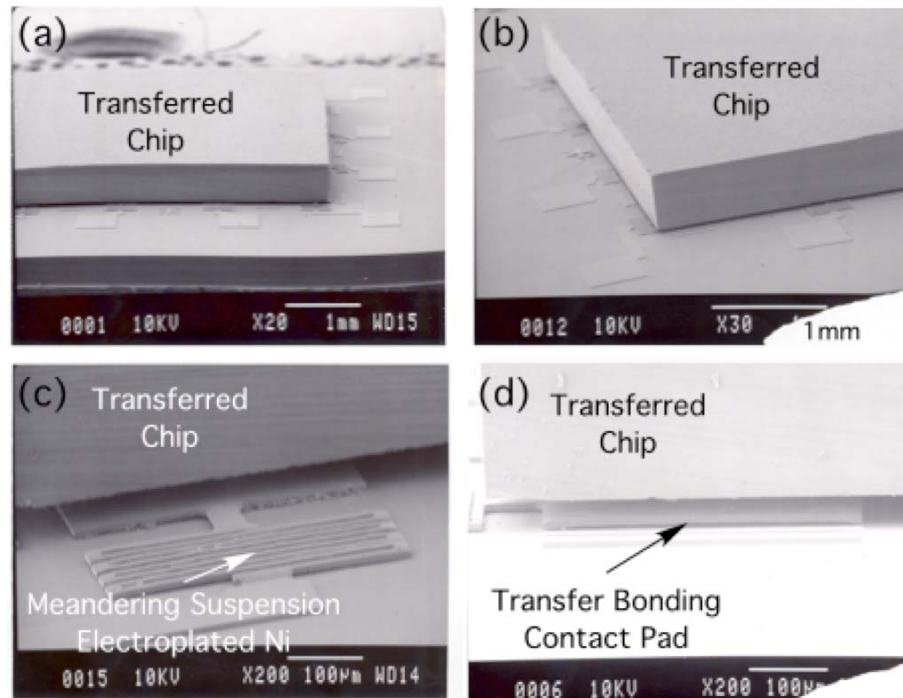 (a)
Transferred
Chip
0001 10KV X20 1mm WD15
(b)
Transferred
Chip
0012 10KV X30
1mm
(c)
Transferred
Chip
Meandering Suspension
Electroplated Ni
0015 10KV X200 100μm WD14
(d)
Transferred
Chip
Transfer Bonding
Contact Pad
0006 10KV X200 100μm